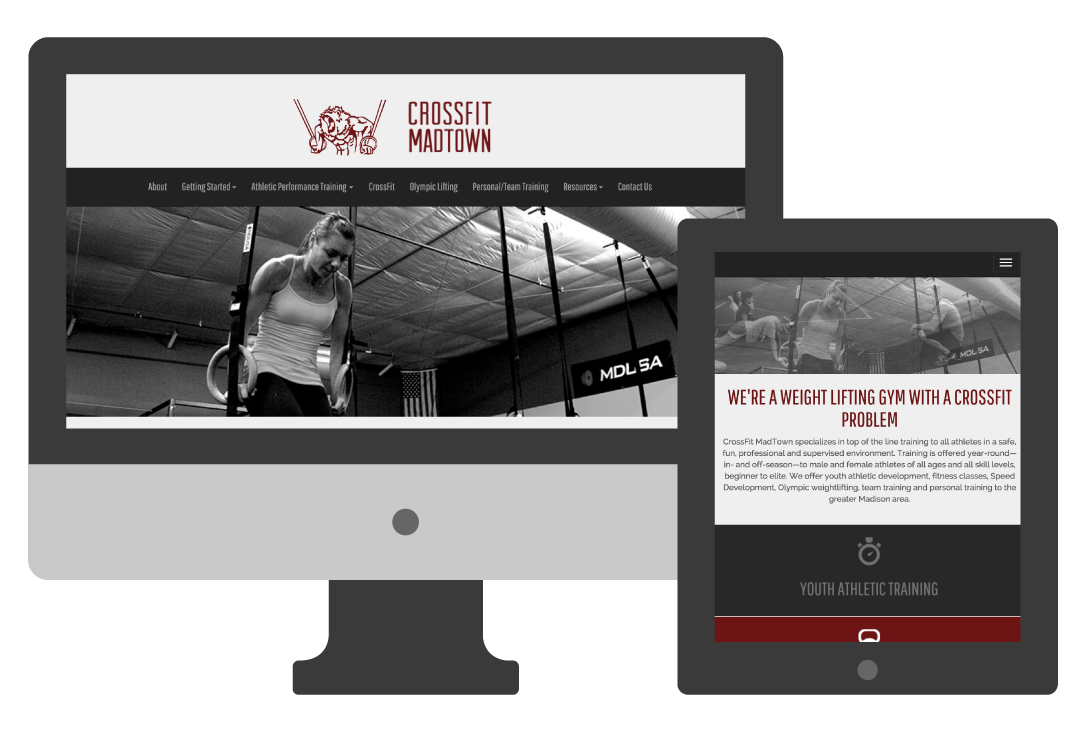 CROSSFIT
MADTOWN
About Getting Started Athletic Performance Training CrossFit Olympic Lifting Personal/Team Training Resources Contact Us
WE'RE A WEIGHT LIFTING GYM WITH A CROSSFIT
PROBLEM
CrossFit MadTown specializes in top of the line training to all athletes in a safe,
fun, professional and supervised environment. Training is offered year-round—
in- and off-season—to male and female athletes of all ages and all skill levels,
beginner to elite. We offer youth athletic development, fitness classes, Speed
Development, Olympic weightlifting, team training and personal training to the
greater Madison area.
YOUTH ATHLETIC TRAINING